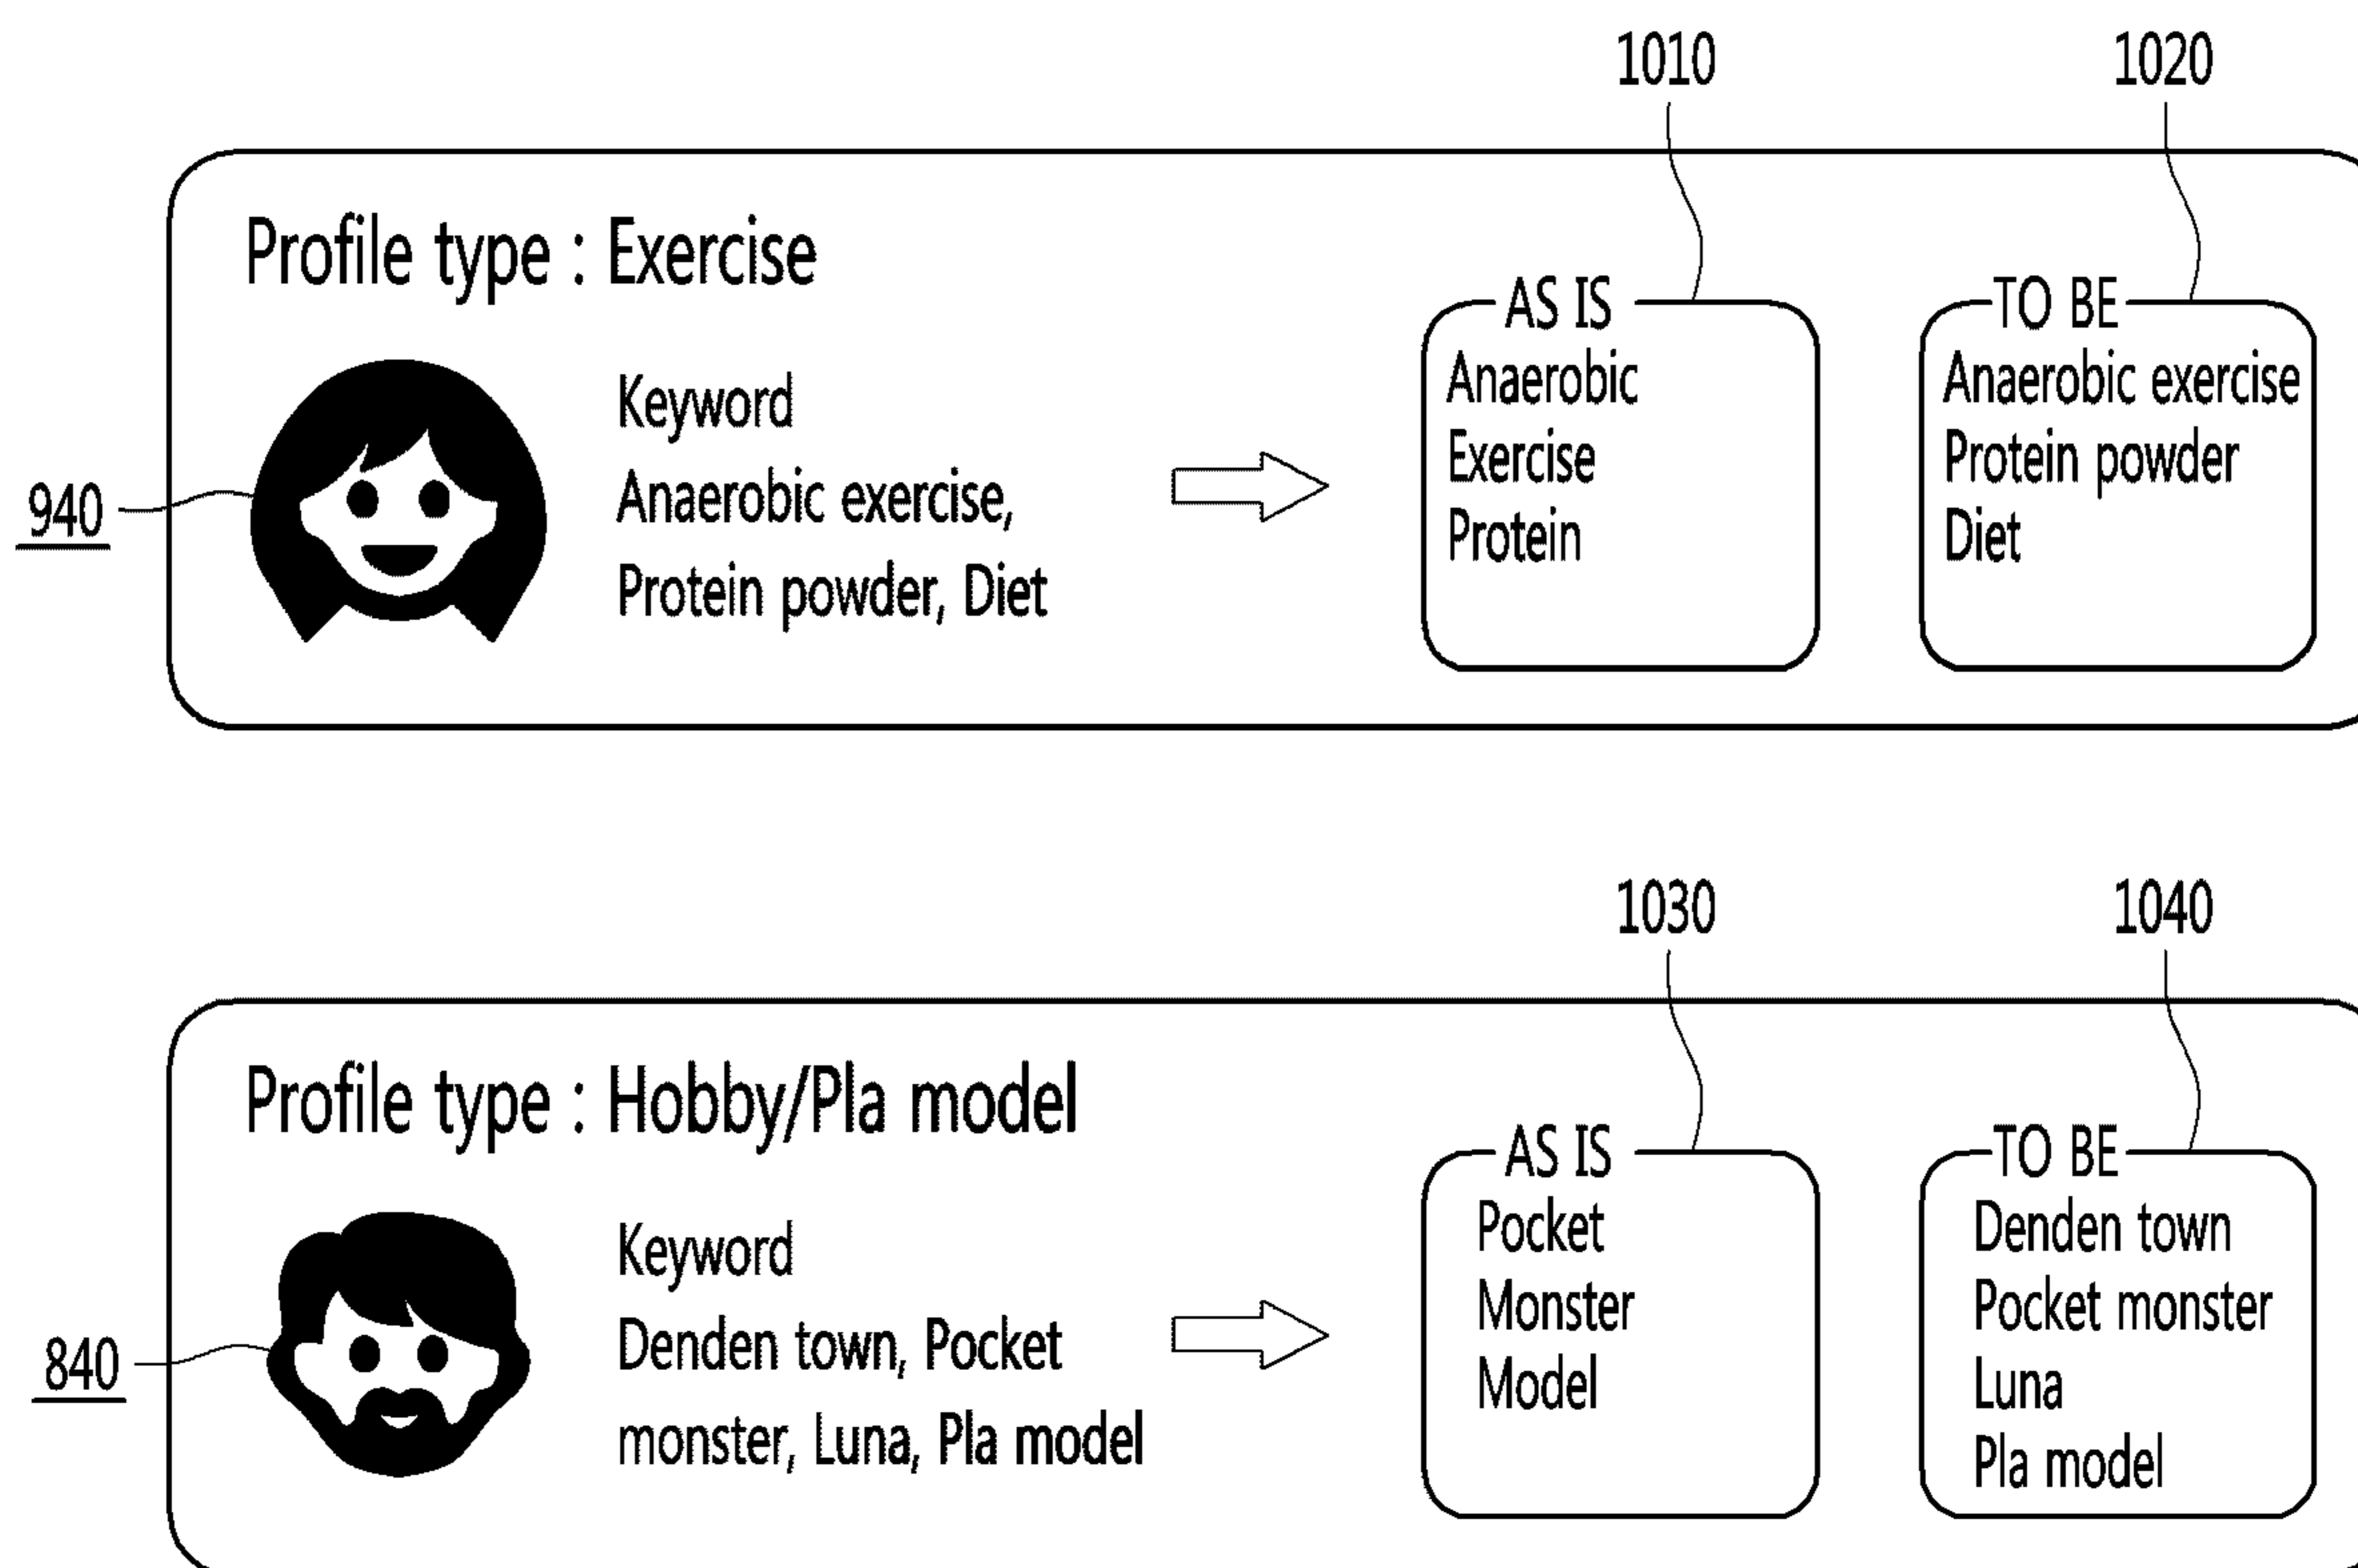 1010
1020
Profile type : Exercise
AS IS
TO BE
Anaerobic
Anaerobic exercise
Keyword
Exercise
Protein powder
Anaerobic exercise,
940
Protein
Diet
Protein powder, Diet
1030
1040
Profile type : Hobby/Pla model
AS IS
TO BE
Pocket
Denden town
Keyword
Monster
Pocket monster
Denden town, Pocket
840
Model
Luna
monster, Luna, Pla model
Pla model